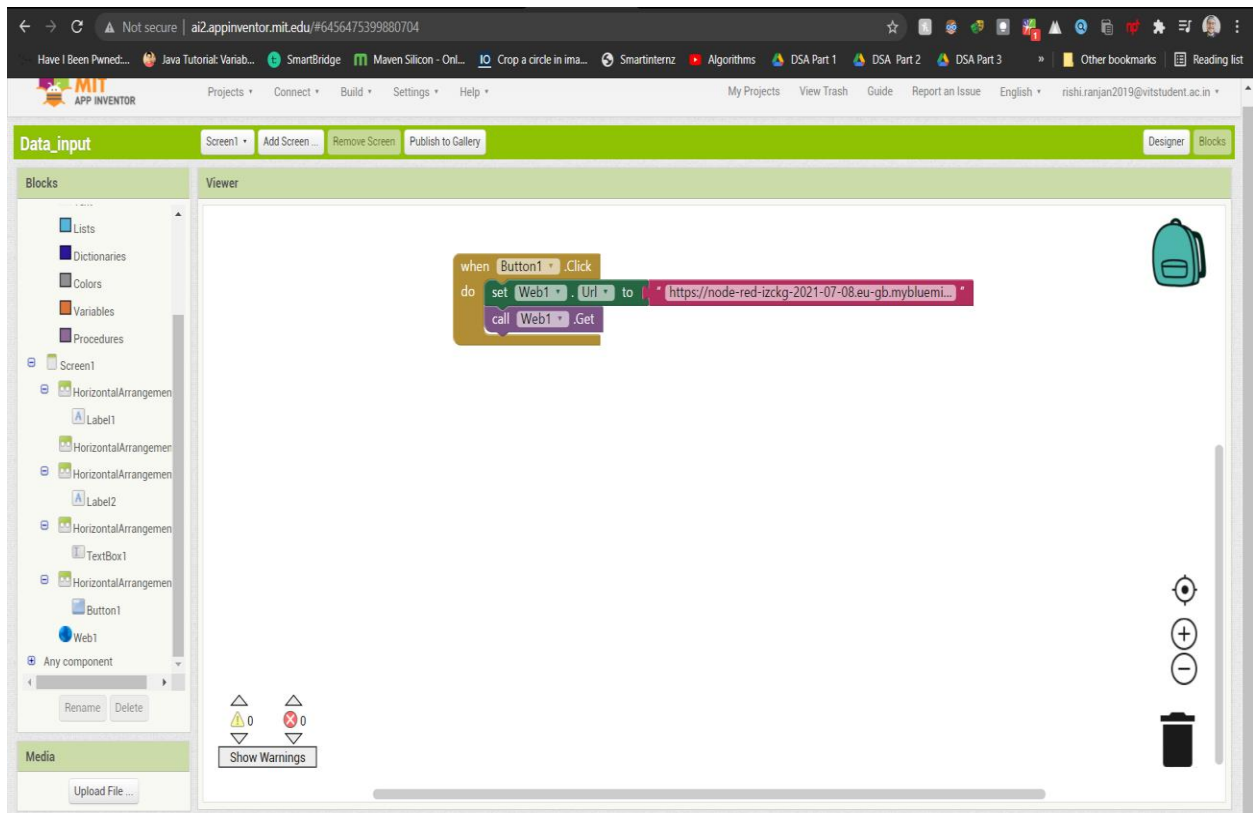 Not secure | ai2.appinventor.mit.edu/#6456475399880704
Have I Been Pwned:... Java Tutorial: Variab... SmartBridge Maven Silicon - Onl... Crop a circle in ima... Smartinternz Algorithms DSA Part 1 DSA Part 2 DSA Part 3 » Other bookmarks Reading list
MIT APP INVENTOR Projects Connect Build Settings Help My Projects View Trash Guide Report an Issue English rishi.ranjan2019@vitstudent.ac.in
Data_input Screen1 Add Screen ... Remove Screen Publish to Gallery Designer Blocks
Blocks
Lists
Dictionaries
Colors
Variables
Procedures
Screen1
HorizontalArrangemen
Label1
HorizontalArrangemen
HorizontalArrangemen
Label2
HorizontalArrangemen
TextBox1
HorizontalArrangemen
Button1
Web1
Any component
Rename Delete
Media
Upload File ...
Viewer
when Button1 .Click
do set Web1 . Url to " https://node-red-izckg-2021-07-08.eu-gb.mybluemi... "
call Web1 .Get
0 0
Show Warnings